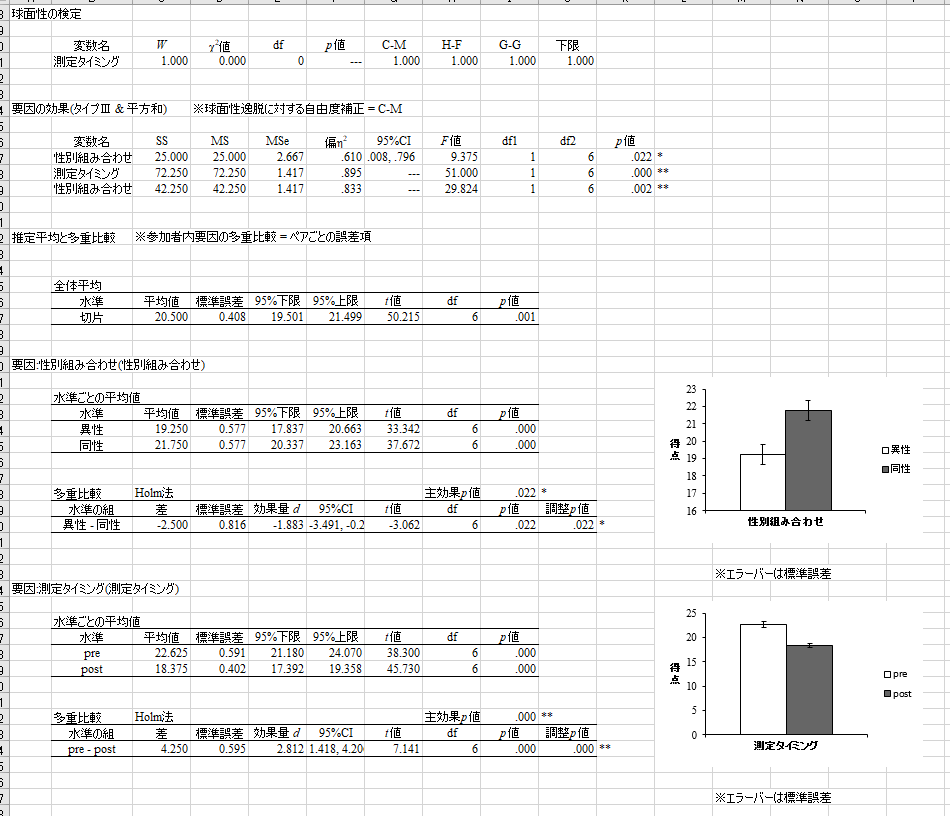 球面性の検定
変数名 W χ²値 df p値 C-M H-F G-G 下限
測定タイミング 1.000 0.000 0 --- 1.000 1.000 1.000 1.000
要因の効果(タイプⅢ & 平方和) ※球面性逸脱に対する自由度補正 = C-M
変数名 SS MS MSe 偏η² 95%CI F値 df1 df2 p値
性別組み合わせ 25.000 25.000 2.667 .610 .008, .796 9.375 1 6 .022 *
測定タイミング 72.250 72.250 1.417 .895 --- 51.000 1 6 .000 **
性別組み合わせ 42.250 42.250 1.417 .833 --- 29.824 1 6 .002 **
推定平均と多重比較 ※参加者内要因の多重比較 = ペアごとの誤差項
全体平均
水準 平均値 標準誤差 95%下限 95%上限 t値 df p値
切片 20.500 0.408 19.501 21.499 50.215 6 .001
要因:性別組み合わせ(性別組み合わせ)
水準ごとの平均値
水準 平均値 標準誤差 95%下限 95%上限 t値 df p値
異性 19.250 0.577 17.837 20.663 33.342 6 .000
同性 21.750 0.577 20.337 23.163 37.672 6 .000
多重比較 Holm法 主効果p値 .022 *
水準の組 差 標準誤差 効果量 d 95%CI t値 df p値 調整p値
異性 - 同性 -2.500 0.816 -1.883 -3.491, -0.2 -3.062 6 .022 .022 *
23
22
21
20
19
18
17
16
得点
異性
同性
性別組み合わせ
※エラーバーは標準誤差
要因:測定タイミング(測定タイミング)
水準ごとの平均値
水準 平均値 標準誤差 95%下限 95%上限 t値 df p値
pre 22.625 0.591 21.180 24.070 38.300 6 .000
post 18.375 0.402 17.392 19.358 45.730 6 .000
多重比較 Holm法 主効果p値 .000 **
水準の組 差 標準誤差 効果量 d 95%CI t値 df p値 調整p値
pre - post 4.250 0.595 2.812 1.418, 4.20 7.141 6 .000 .000 **
25
20
15
10
5
0
得点
pre
post
測定タイミング
※エラーバーは標準誤差